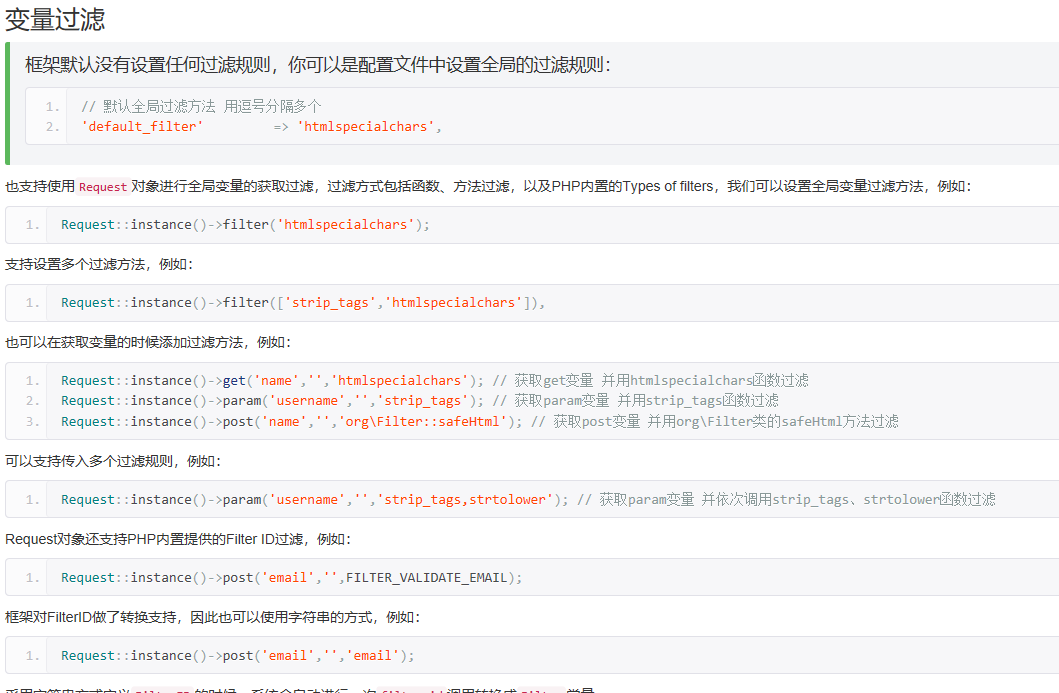 变量过滤
框架默认没有设置任何过滤规则，你可以是配置文件中设置全局的过滤规则：
1. // 默认全局过滤方法 用逗号分隔多个
2. 'default_filter' => 'htmlspecialchars',
也支持使用Request对象进行全局变量的获取过滤，过滤方式包括函数、方法过滤，以及PHP内置的Types of filters，我们可以设置全局变量过滤方法，例如：
1. Request::instance()->filter('htmlspecialchars');
支持设置多个过滤方法，例如：
1. Request::instance()->filter(['strip_tags','htmlspecialchars']),
也可以在获取变量的时候添加过滤方法，例如：
1. Request::instance()->get('name','','htmlspecialchars'); // 获取get变量 并用htmlspecialchars函数过滤
2. Request::instance()->param('username','','strip_tags'); // 获取param变量 并用strip_tags函数过滤
3. Request::instance()->post('name','','org\Filter::safeHtml'); // 获取post变量 并用org\Filter类的safeHtml方法过滤
可以支持传入多个过滤规则，例如：
1. Request::instance()->param('username','','strip_tags,strtolower'); // 获取param变量 并依次调用strip_tags、strtolower函数过滤
Request对象还支持PHP内置提供的Filter ID过滤，例如：
1. Request::instance()->post('email','',FILTER_VALIDATE_EMAIL);
框架对FilterID做了转换支持，因此也可以使用字符串的方式，例如：
1. Request::instance()->post('email','','email');